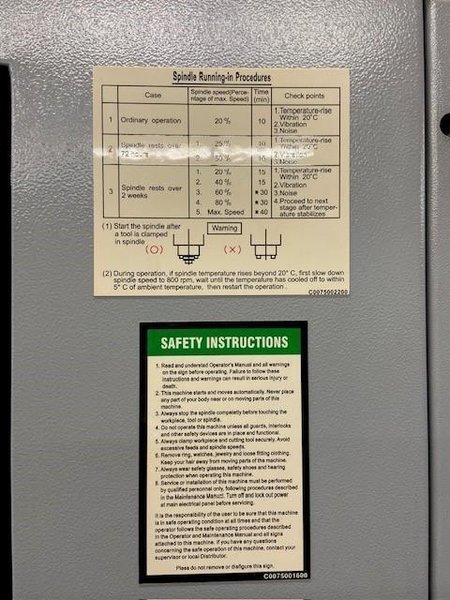 Spindle Running-in Procedures
Case Spindle speed(Perce-ntage of max. Speed) Time (min) Check points
1 Ordinary operation 20 % 10 1.Temperature-rise Within 20°C
2.Vibration
3.Noise
2 Spindle rests over 72 hours 1. 25 % 10 1.Temperature-rise Within 20°C
2. 50 % 10 2.Vibration
3.Noise
3 Spindle rests over 2 weeks
1. 20 % 15 1.Temperature-rise Within 20°C
2. 40 % 15 2.Vibration
3. 60 % * 30 3.Noise
4. 80 % * 30 4.Proceed to next stage after temper-ature stabilizes
5. Max. Speed * 40
(1) Start the spindle after
a tool is clamped
in spindle
Warning
(O) (X)
(2) During operation, if spindle temperature rises beyond 20° C, first slow down
spindle speed to 800 rpm, wait until the temperature has cooled off to within
5° C of ambient temperature, then restart the operation.
C0075002200
SAFETY INSTRUCTIONS
1. Read and understad Operator's Manual and all warnings
on the sign before operating. Failure to follow these
instructions and warnings can result in serious injury or
death.
2. This machine starts and moves automatically. Never place
any part of your body near or on moving parts of this
machine.
3. Always stop the spindle completely before touching the
workpiece, tool or spindle.
4. Do not operate this machine unless all guards, interlocks
and other safety devices are in place and functional.
5. Always clamp workpiece and cutting tool securely. Avoid
excessive feeds and spindle speeds.
6. Remove ring, watches, jewelry and loose fitting clothing.
Keep your hair away from moving parts of this machine.
7. Always wear safety glasses, safety shoes and hearing
protection when operating this machine.
8. Service or installation of this machine must be performed
by qualified personnel only, following procedures described
in the Maintenance Manual. Turn off and lock out power
at main electrical panel before servicing.
It is the responsibility of the user to be sure that this machine
is in safe operating condition at all times and that the
operator follows the safe operating procedures described
in the Operator and Maintenance Manual and all signs
attached to this machine. If you have any questions
concerning the safe operation of this machine, contact your
supervisor or local Distributor.
Please do not remove or disfigure this sign.
C0075001600